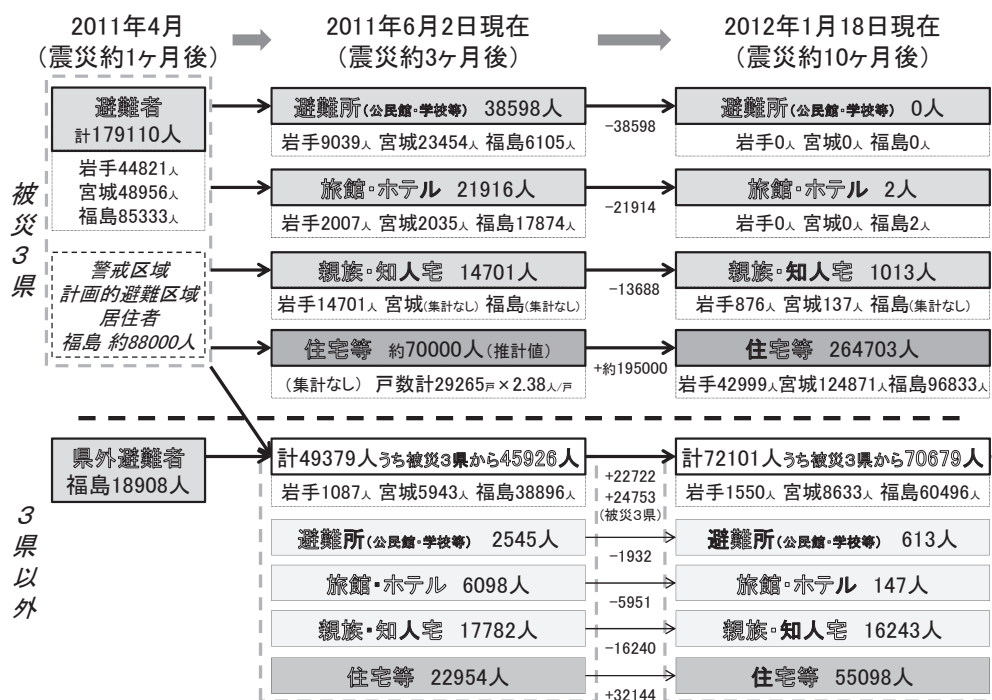 2011年4月
（震災約1ヶ月後）
2011年6月2日現在
（震災約3ヶ月後）
2012年1月18日現在
（震災約10ヶ月後）
被災３県
避難者
計179110人
岩手44821人
宮城48956人
福島85333人
警戒区域
計画的避難区域
居住者
福島 約88000人
避難所(公民館・学校等) 38598人
岩手9039人 宮城23454人 福島6105人
-38598
避難所(公民館・学校等) 0人
岩手0人 宮城0人 福島0人
旅館・ホテル 21916人
岩手2007人 宮城2035人 福島17874人
-21914
旅館・ホテル 2人
岩手0人 宮城0人 福島2人
親族・知人宅 14701人
岩手14701人 宮城(集計なし) 福島(集計なし)
-13688
親族・知人宅 1013人
岩手876人 宮城137人 福島(集計なし)
住宅等 約70000人(推計値)
(集計なし) 戸数計29265戸×2.38人/戸
+約195000
住宅等 264703人
岩手42999人宮城124871人福島96833人
３県以外
県外避難者
福島18908人
計49379人うち被災３県から45926人
岩手1087人 宮城5943人 福島38896人
+22722
+24753
(被災３県)
計72101人うち被災３県から70679人
岩手1550人 宮城8633人 福島60496人
避難所(公民館・学校等) 2545人
-1932
避難所(公民館・学校等) 613人
旅館・ホテル 6098人
-5951
旅館・ホテル 147人
親族・知人宅 17782人
-16240
親族・知人宅 16243人
住宅等 22954人
+32144
住宅等 55098人